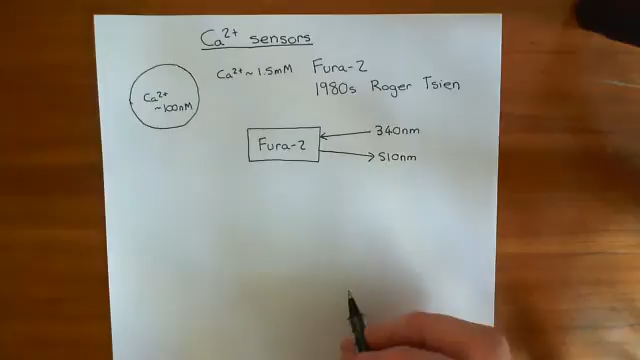 Ca²⁺ sensors
Ca²⁺ ~ 1.5mM
Fura-2
1980s Roger Tsien
Ca²⁺
~100nM
Fura-2
340nm
510nm